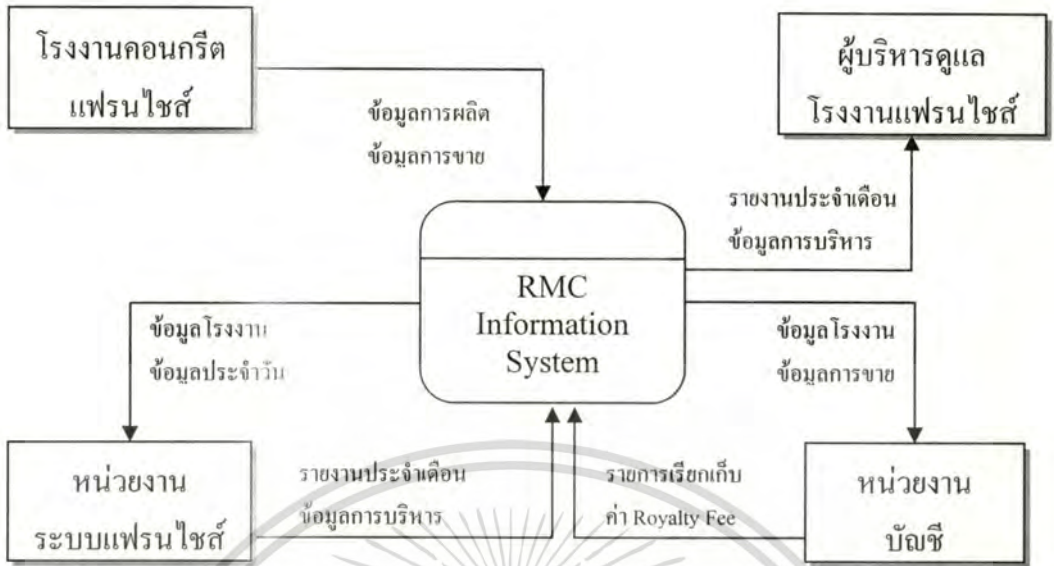 โรงงานคอนกรีต
แฟรนไชส์
ผู้บริหารดูแล
โรงงานแฟรนไชส์
ข้อมูลการผลิต
ข้อมูลการขาย
รายงานประจำเดือน
ข้อมูลการบริหาร
RMC
Information
System
ข้อมูลโรงงาน
ข้อมูลประจำวัน
ข้อมูลโรงงาน
ข้อมูลการขาย
หน่วยงาน
ระบบแฟรนไชส์
รายงานประจำเดือน
ข้อมูลการบริหาร
รายการเรียกเก็บ
ค่า Royalty Fee
หน่วยงาน
บัญชี